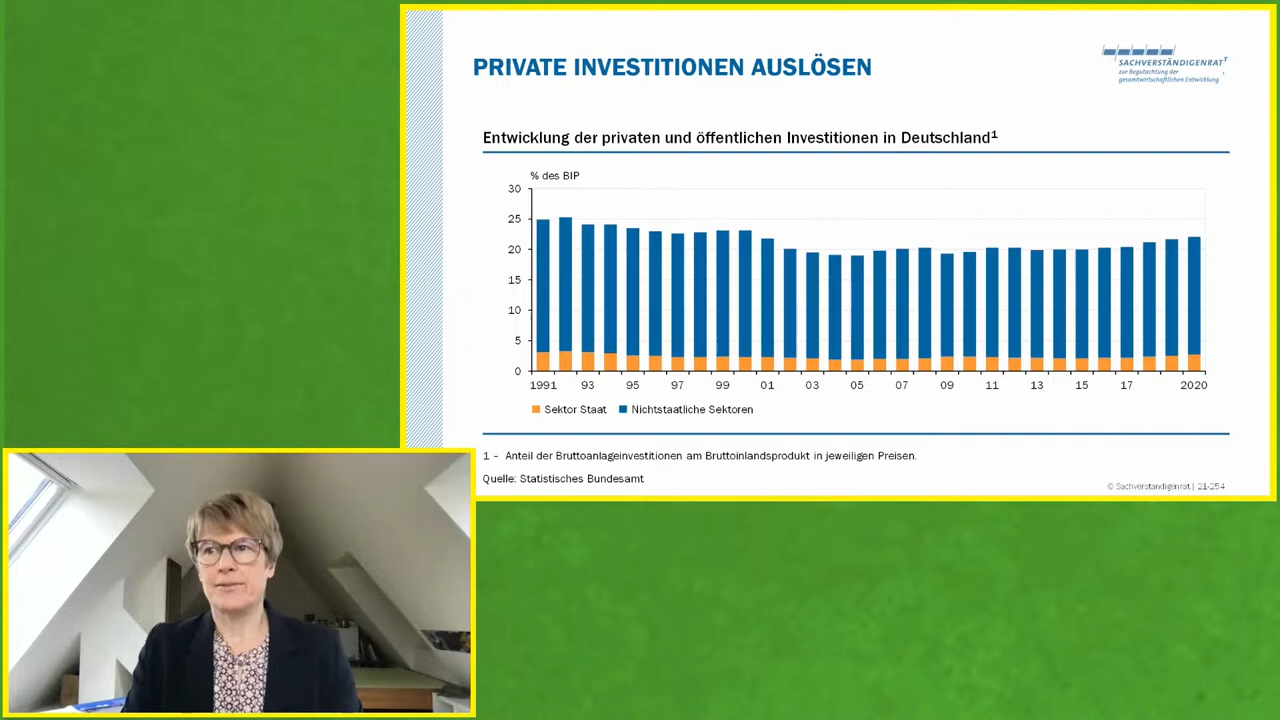 PRIVATE INVESTITIONEN AUSLÖSEN
SACHVERSTÄNDIGENRAT
zur Begutachtung der
gesamtwirtschaftlichen Entwicklung
Entwicklung der privaten und öffentlichen Investitionen in Deutschland¹
% des BIP
30
25
20
15
10
5
0
1991 93 95 97 99 01 03 05 07 09 11 13 15 17 2020
Sektor Staat Nichtstaatliche Sektoren
1 – Anteil der Bruttoanlageinvestitionen am Bruttoinlandsprodukt in jeweiligen Preisen.
Quelle: Statistisches Bundesamt
© Sachverständigenrat | 21-254